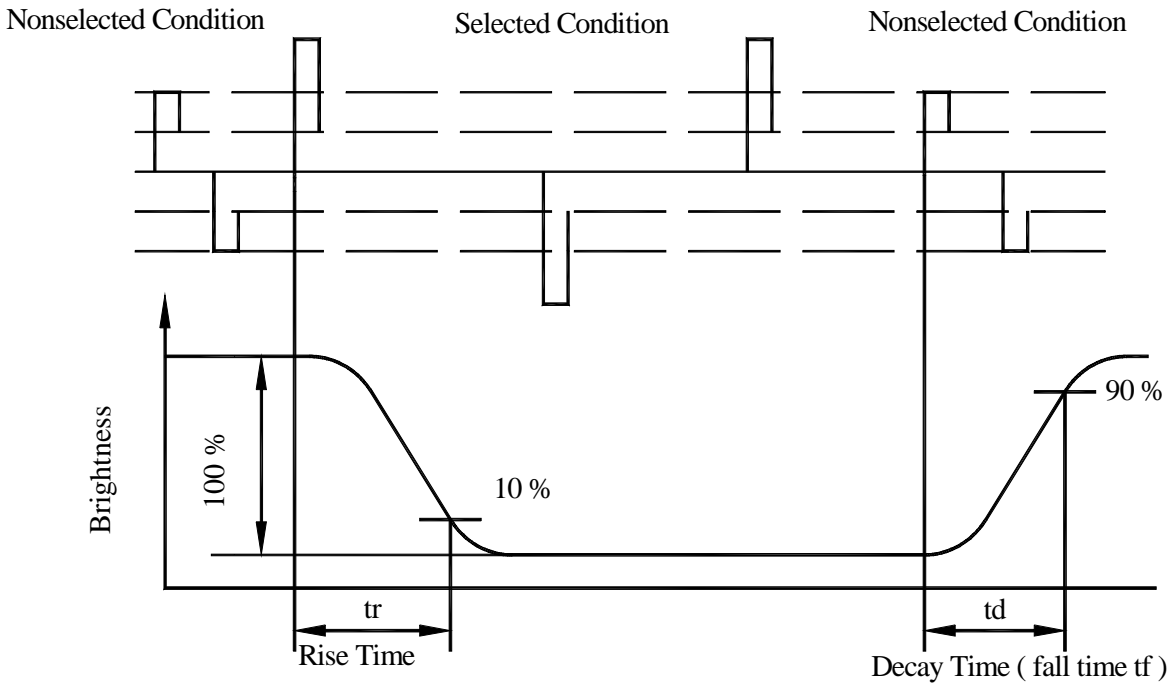 Nonselected Condition
Selected Condition
Nonselected Condition
Brightness
100 %
10 %
90 %
tr
td
Rise Time
Decay Time ( fall time tf )